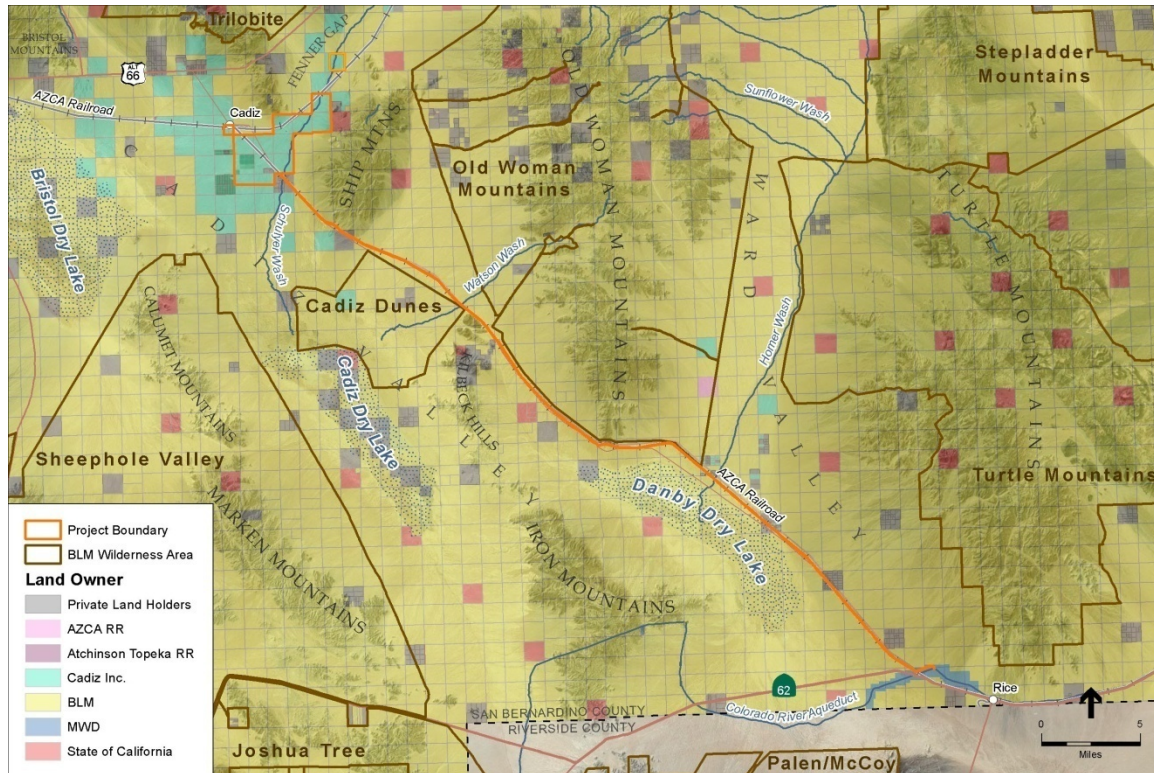 Trilobite
BRISTOL
MOUNTAINS
FENNER GAP
ALT
66
AZCA Railroad
Cadiz
SHIP MTNS
OLD WOMAN MOUNTAINS
Old Woman
Mountains
Sunflower Wash
Stepladder
Mountains
TURTLE MOUNTAINS
WARD VALLEY
Homer Wash
Bristol Dry Lake
CADIZ VALLEY
Schulyer Wash
Watson Wash
Cadiz Dunes
CALUMET MOUNTAINS
Cadiz Dry Lake
KILBECK HILLS
Sheephole Valley
MARKEN MOUNTAINS
IRON MOUNTAINS
Danby Dry Lake
AZCA Railroad
Turtle Mountains
62
Colorado River Aqueduct
Rice
SAN BERNARDINO COUNTY
RIVERSIDE COUNTY
Joshua Tree
Palen/McCoy
0 5
Miles
Project Boundary
BLM Wilderness Area
Land Owner
Private Land Holders
AZCA RR
Atchinson Topeka RR
Cadiz Inc.
BLM
MWD
State of California